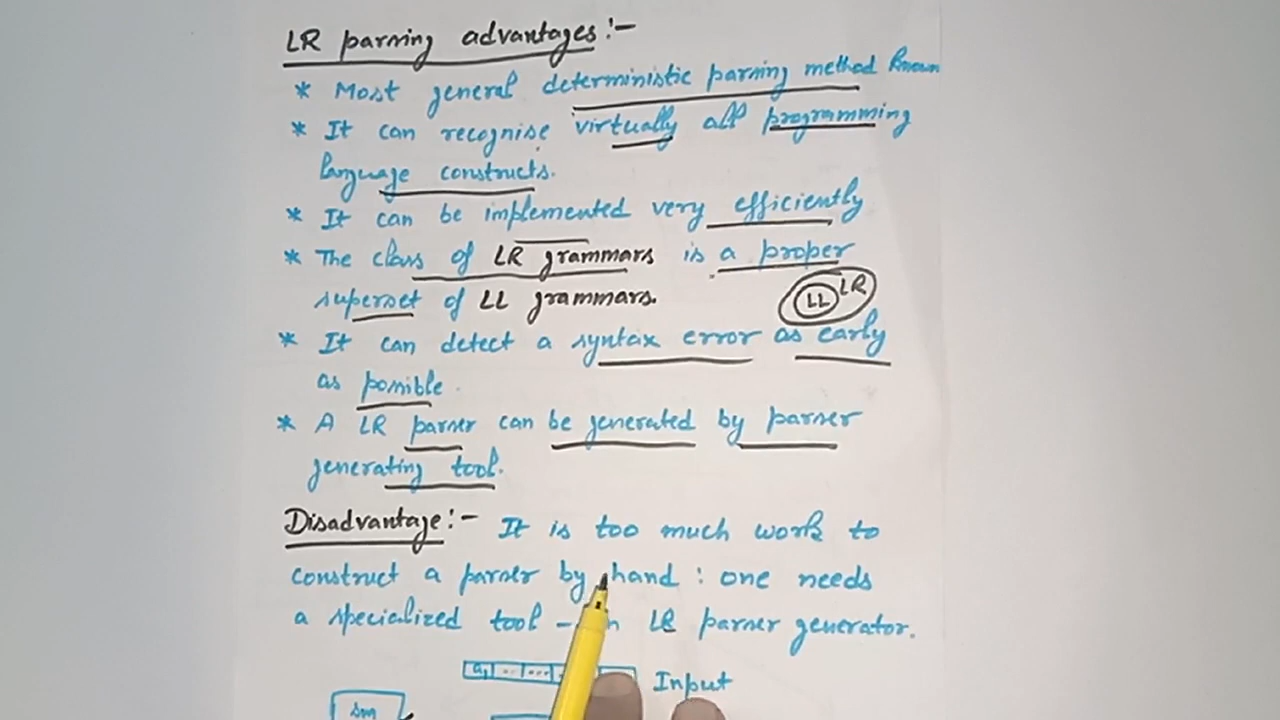 LR parsing advantages:-
* Most general deterministic parsing method known
* It can recognise virtually all programming
language constructs.
* It can be implemented very efficiently
* The class of LR grammars is a proper
superset of LL grammars.
LL LR
* It can detect a syntax error as early
as possible.
* A LR parser can be generated by parser
generating tool.
Disadvantage:- It is too much work to
construct a parser by hand : one needs
a specialized tool - LR parser generator.
a1 Input
Sm